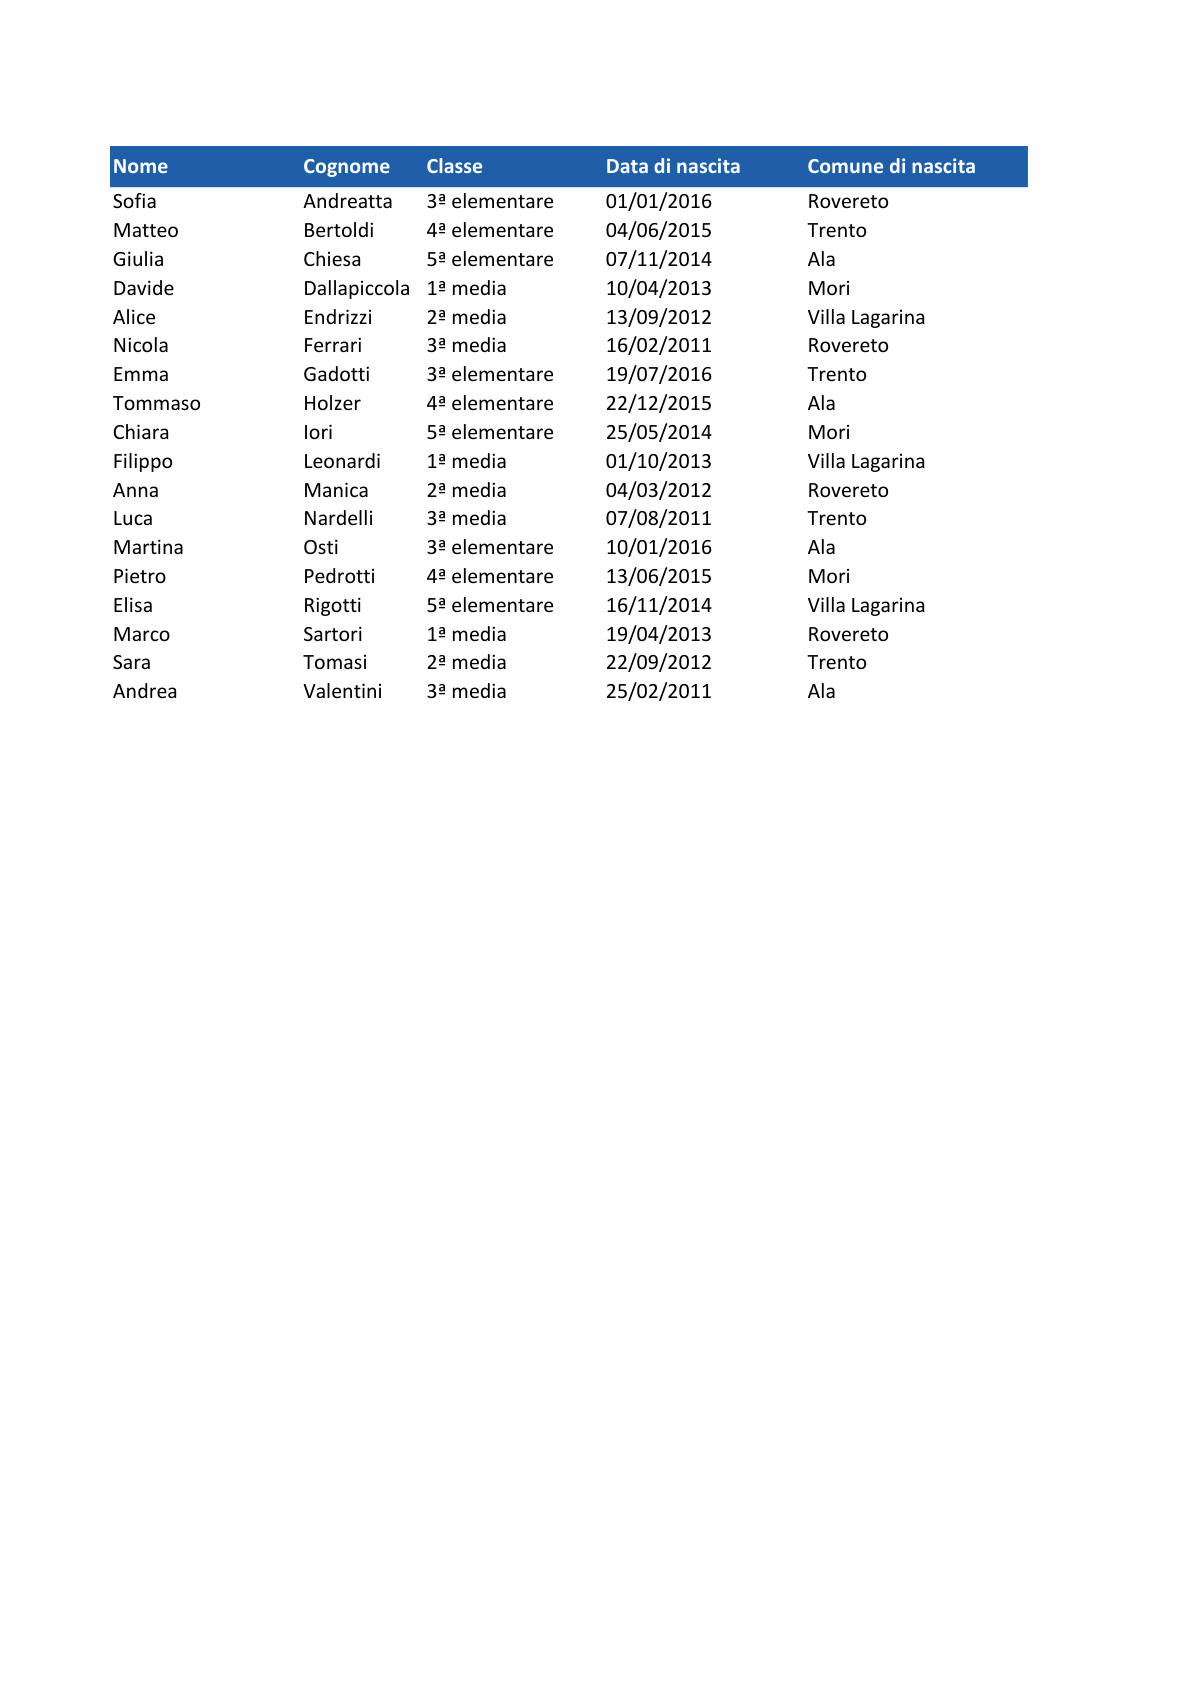 Nome Cognome Classe Data di nascita Comune di nascita
Sofia Andreatta 3ª elementare 01/01/2016 Rovereto
Matteo Bertoldi 4ª elementare 04/06/2015 Trento
Giulia Chiesa 5ª elementare 07/11/2014 Ala
Davide Dallapiccola 1ª media 10/04/2013 Mori
Alice Endrizzi 2ª media 13/09/2012 Villa Lagarina
Nicola Ferrari 3ª media 16/02/2011 Rovereto
Emma Gadotti 3ª elementare 19/07/2016 Trento
Tommaso Holzer 4ª elementare 22/12/2015 Ala
Chiara Iori 5ª elementare 25/05/2014 Mori
Filippo Leonardi 1ª media 01/10/2013 Villa Lagarina
Anna Manica 2ª media 04/03/2012 Rovereto
Luca Nardelli 3ª media 07/08/2011 Trento
Martina Osti 3ª elementare 10/01/2016 Ala
Pietro Pedrotti 4ª elementare 13/06/2015 Mori
Elisa Rigotti 5ª elementare 16/11/2014 Villa Lagarina
Marco Sartori 1ª media 19/04/2013 Rovereto
Sara Tomasi 2ª media 22/09/2012 Trento
Andrea Valentini 3ª media 25/02/2011 Ala